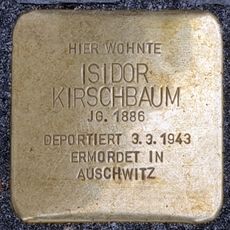 HIER WOHNTE
ISIDOR
KIRSCHBAUM
JG. 1886
DEPORTIERT 3.3.1943
ERMORDET IN
AUSCHWITZ